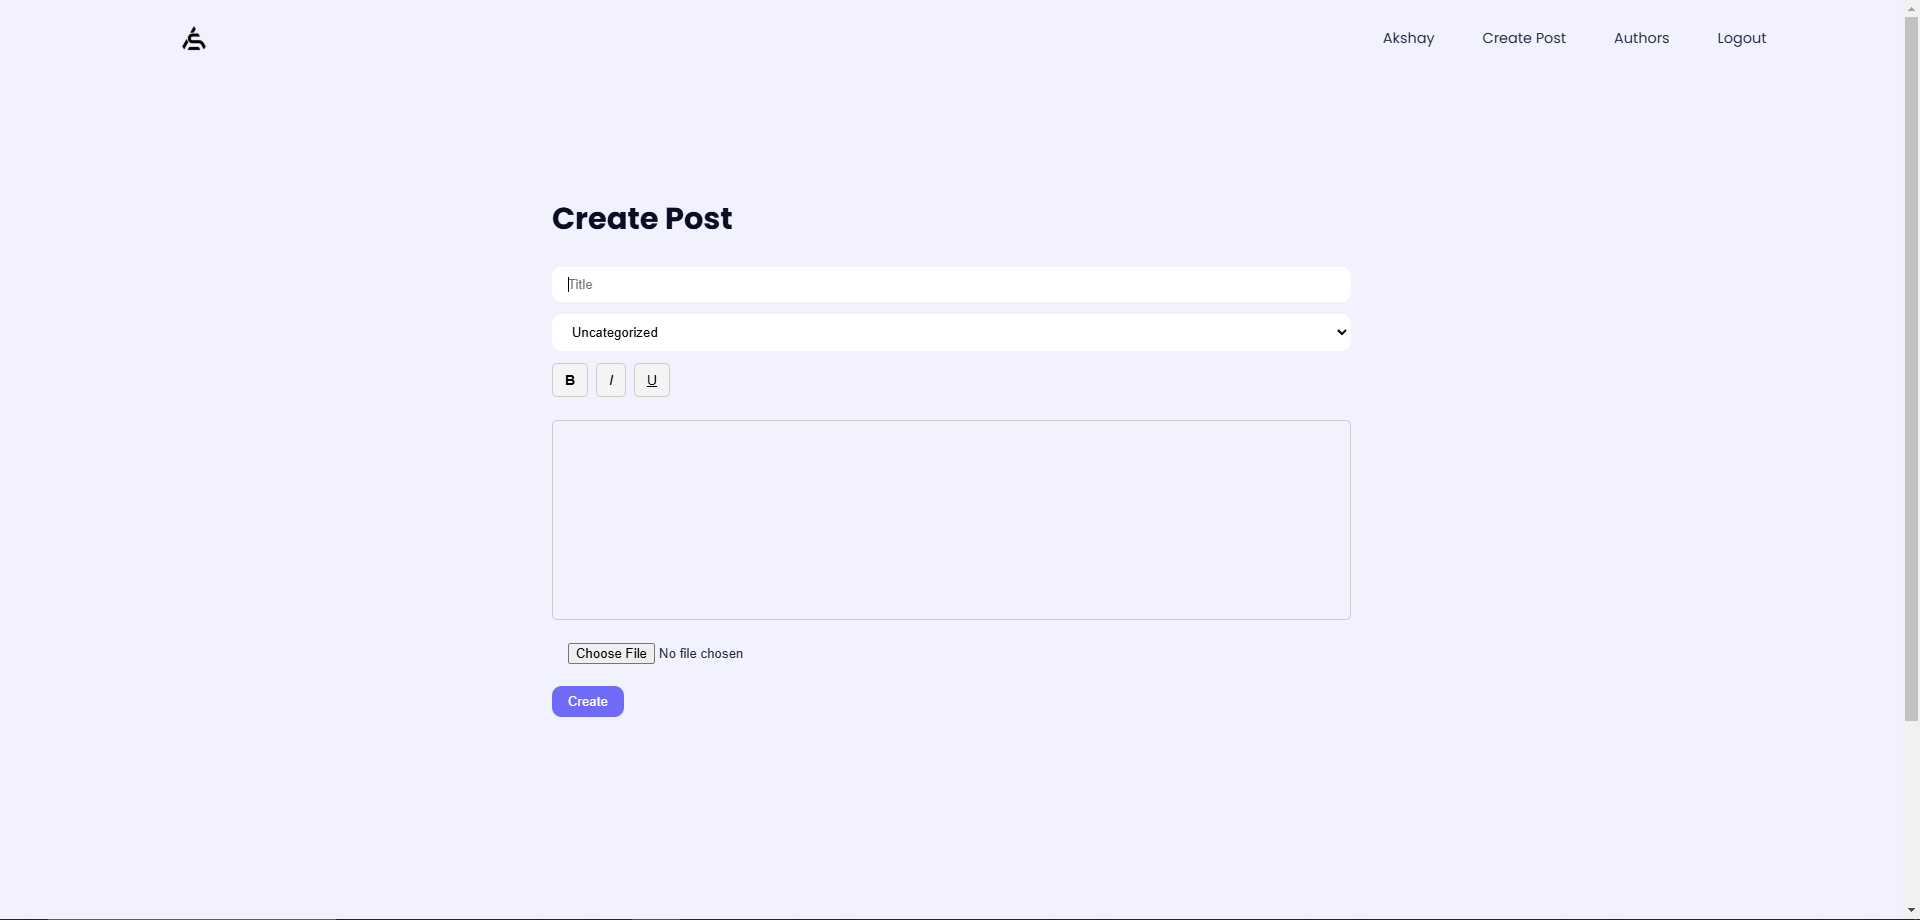 Akshay Create Post Authors Logout
Create Post
Title
Uncategorized
B I U
Choose File No file chosen
Create